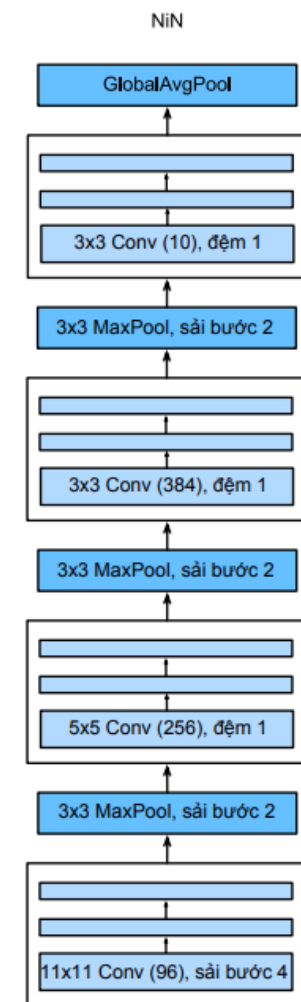 NiN
GlobalAvgPool
3x3 Conv (10), đệm 1
3x3 MaxPool, sải bước 2
3x3 Conv (384), đệm 1
3x3 MaxPool, sải bước 2
5x5 Conv (256), đệm 1
3x3 MaxPool, sải bước 2
11x11 Conv (96), sải bước 4